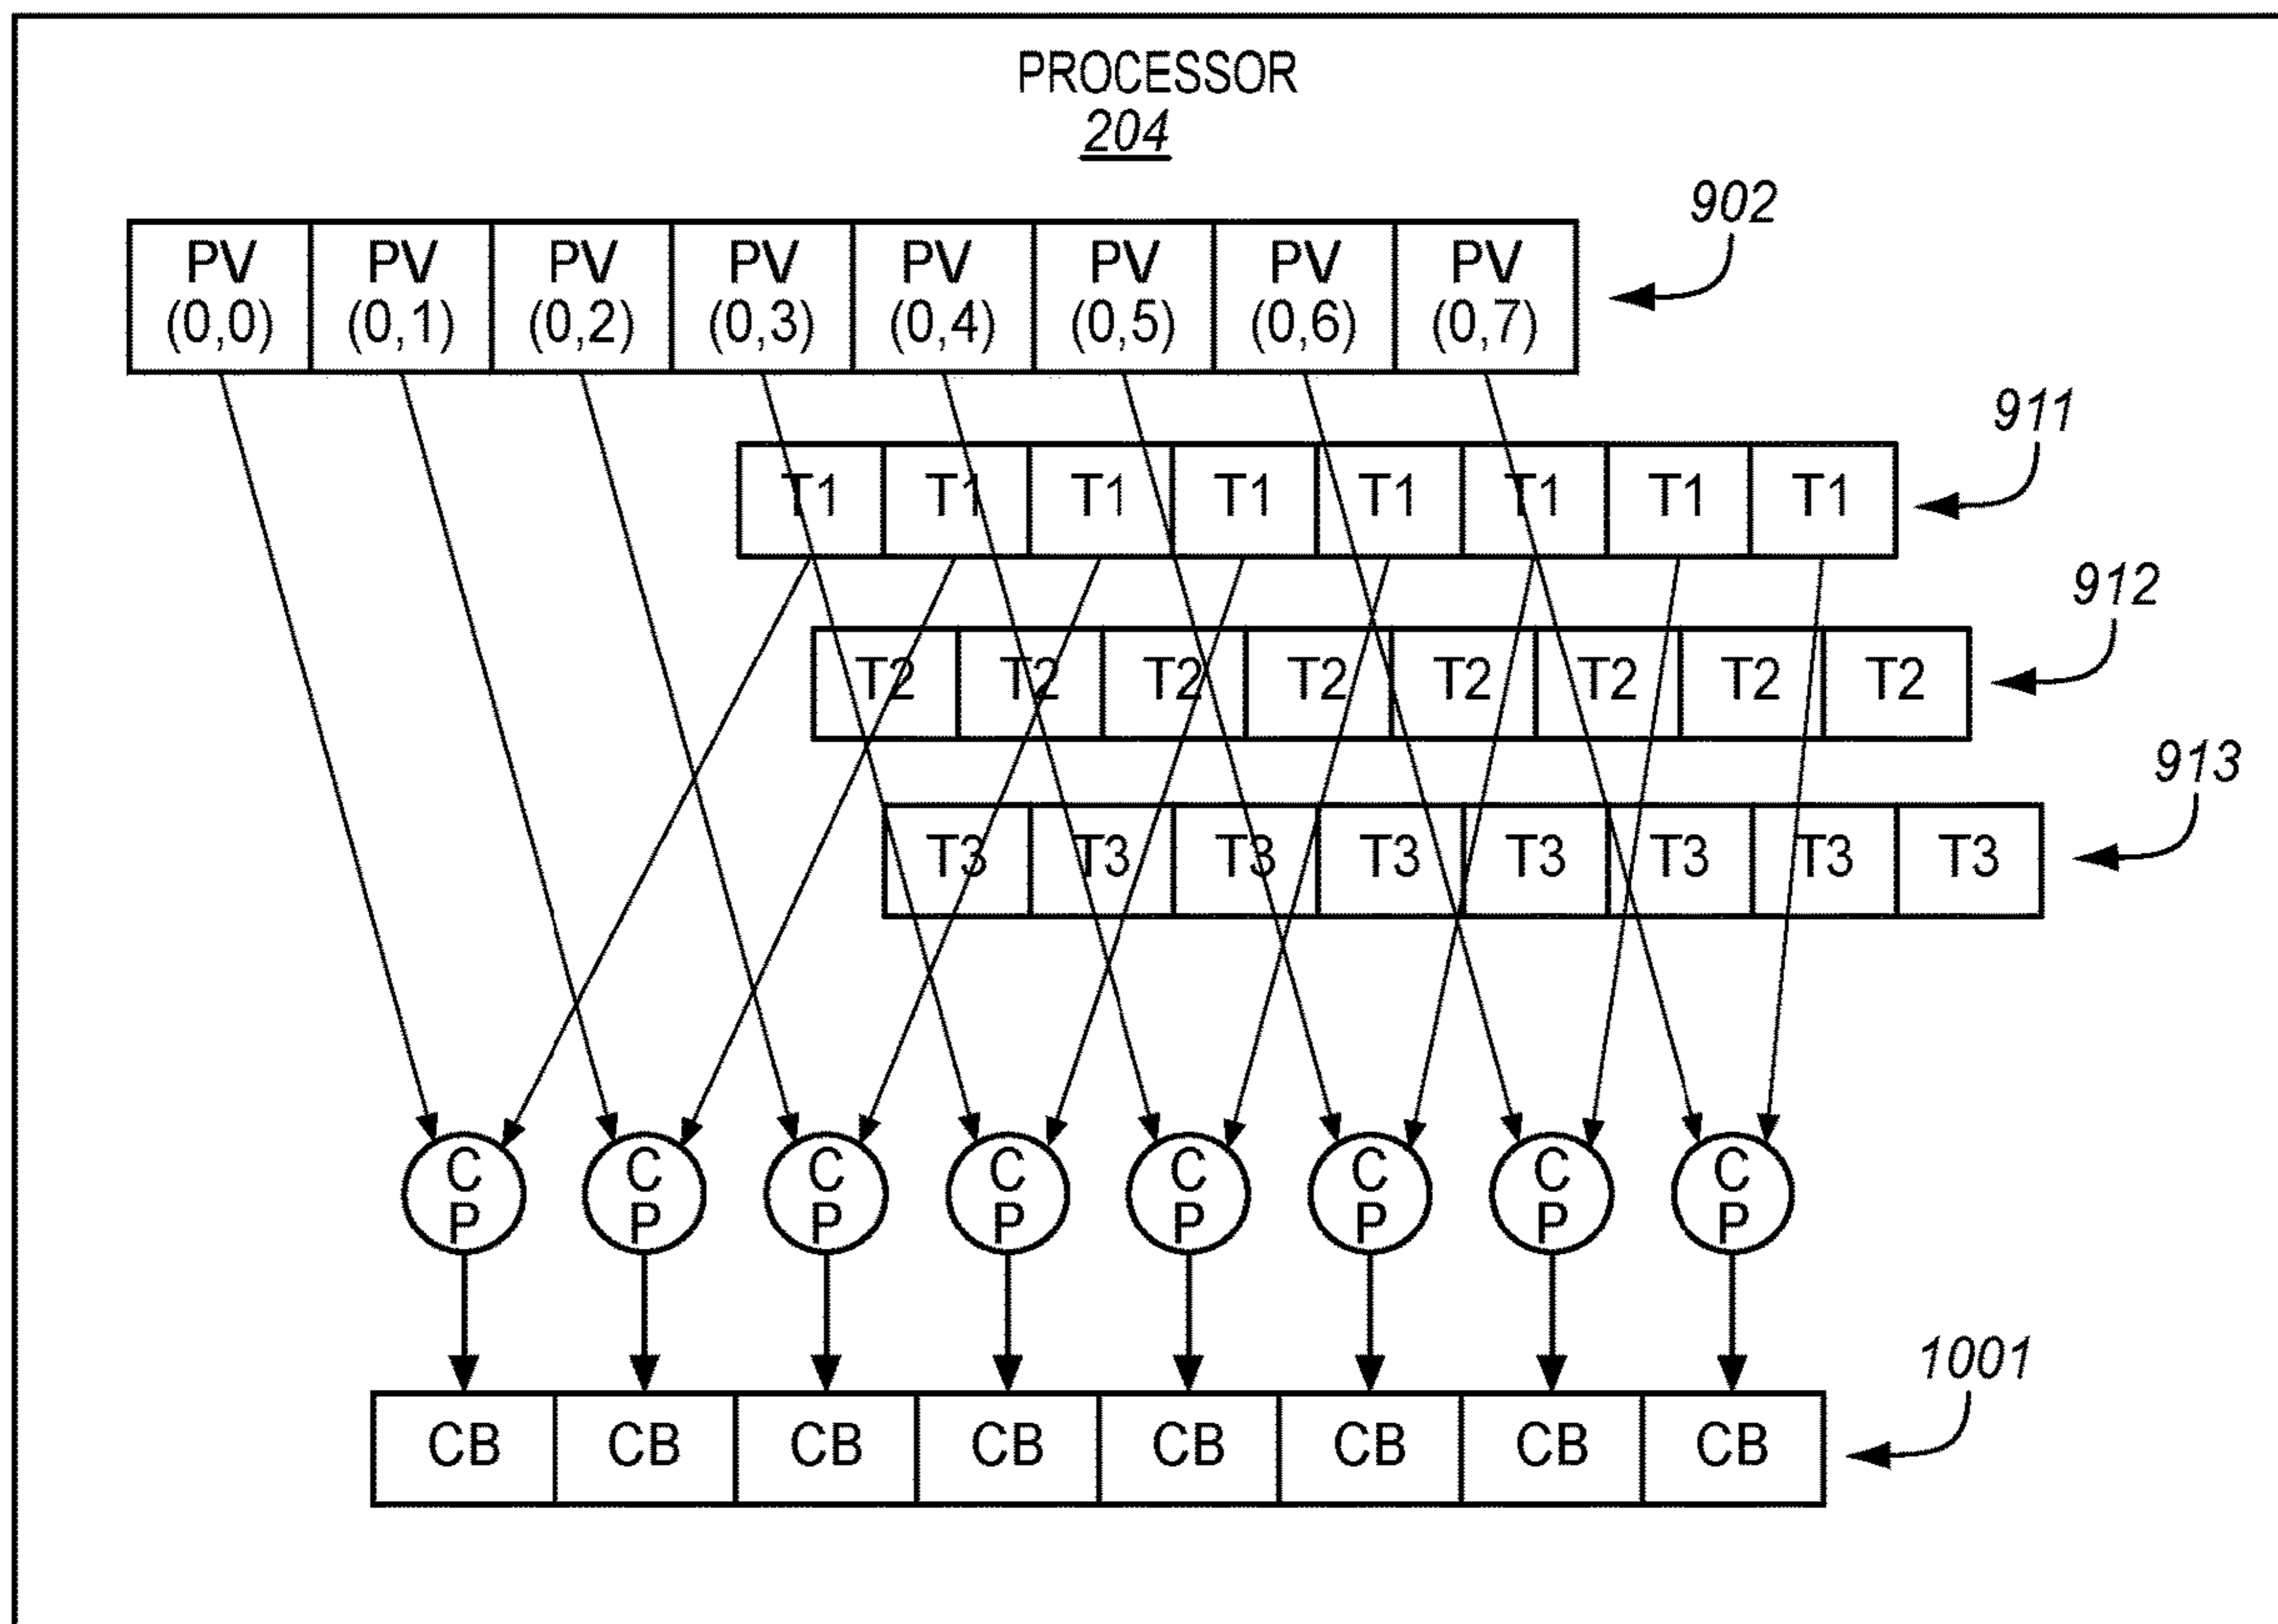 PROCESSOR
204
902
PV PV PV PV PV PV PV PV
(0,0) (0,1) (0,2) (0,3) (0,4) (0,5) (0,6) (0,7)
911
T1 T1 T1 T1 T1 T1 T1 T1
912
T2 T2 T2 T2 T2 T2 T2 T2
913
T3 T3 T3 T3 T3 T3 T3 T3
C C C C C C C C
P P P P P P P P
1001
CB CB CB CB CB CB CB CB